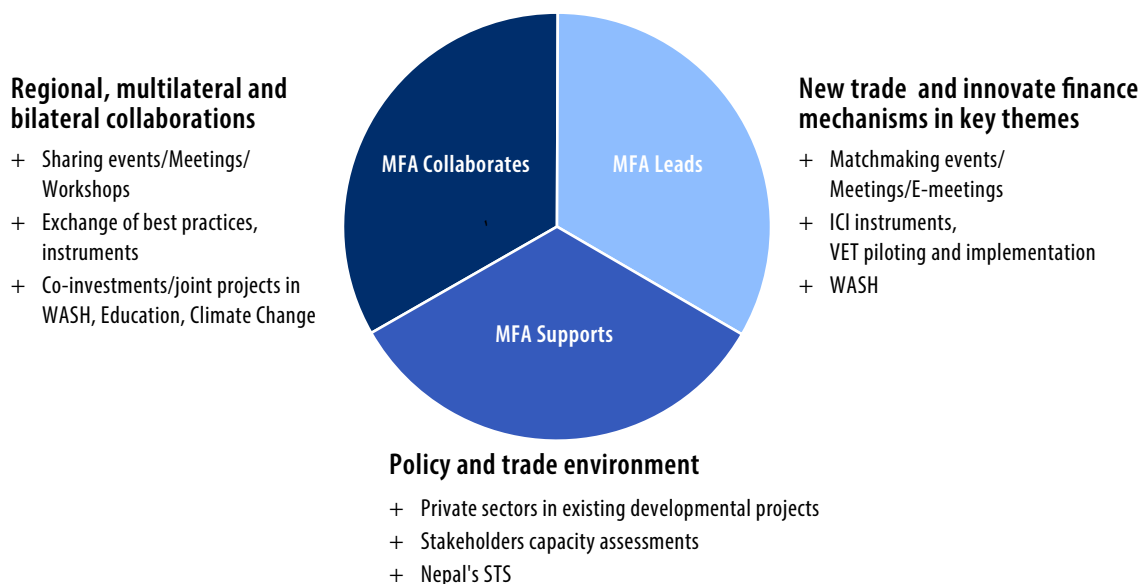 Regional, multilateral and
bilateral collaborations
+ Sharing events/Meetings/
Workshops
+ Exchange of best practices,
instruments
+ Co-investments/joint projects in
WASH, Education, Climate Change
MFA Collaborates
MFA Leads
MFA Supports
New trade and innovate finance
mechanisms in key themes
+ Matchmaking events/
Meetings/E-meetings
+ ICI instruments,
VET piloting and implementation
+ WASH
Policy and trade environment
+ Private sectors in existing developmental projects
+ Stakeholders capacity assessments
+ Nepal's STS